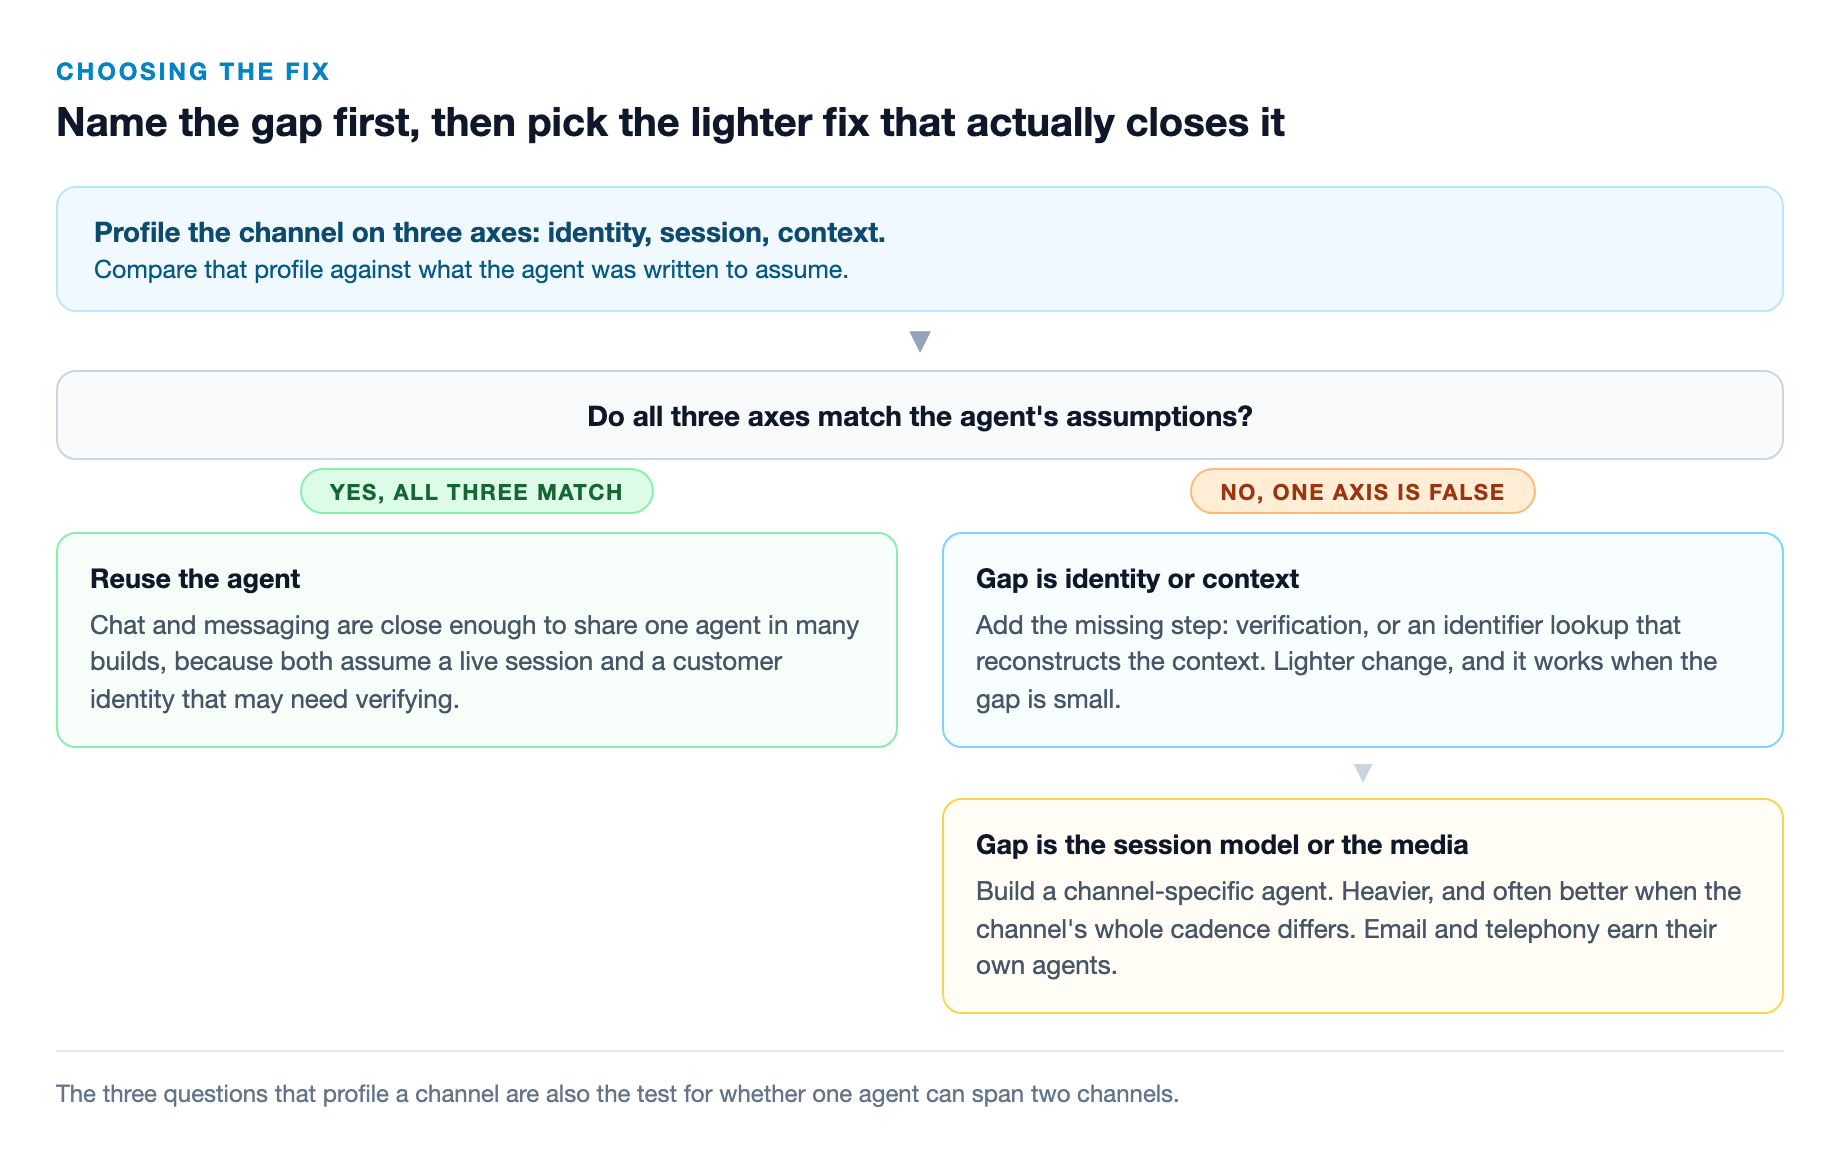 CHOOSING THE FIX
Name the gap first, then pick the lighter fix that actually closes it
Profile the channel on three axes: identity, session, context.
Compare that profile against what the agent was written to assume.
Do all three axes match the agent's assumptions?
YES, ALL THREE MATCH
Reuse the agent
Chat and messaging are close enough to share one agent in many
builds, because both assume a live session and a customer
identity that may need verifying.
NO, ONE AXIS IS FALSE
Gap is identity or context
Add the missing step: verification, or an identifier lookup that
reconstructs the context. Lighter change, and it works when the
gap is small.
Gap is the session model or the media
Build a channel-specific agent. Heavier, and often better when the
channel's whole cadence differs. Email and telephony earn their
own agents.
The three questions that profile a channel are also the test for whether one agent can span two channels.